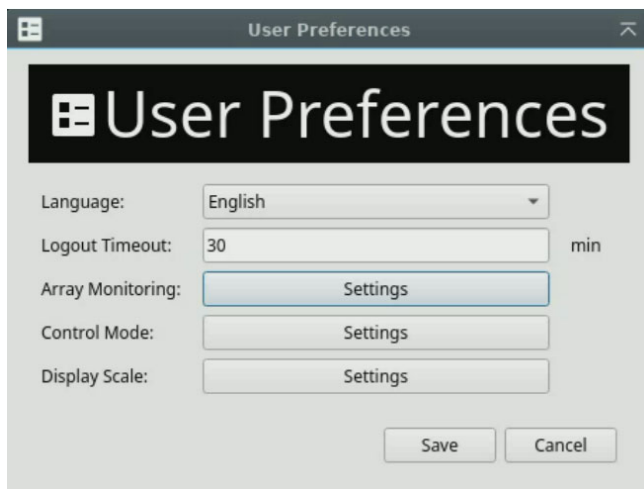 User Preferences
User Preferences
Language: English
Logout Timeout: 30 min
Array Monitoring: Settings
Control Mode: Settings
Display Scale: Settings
Save Cancel